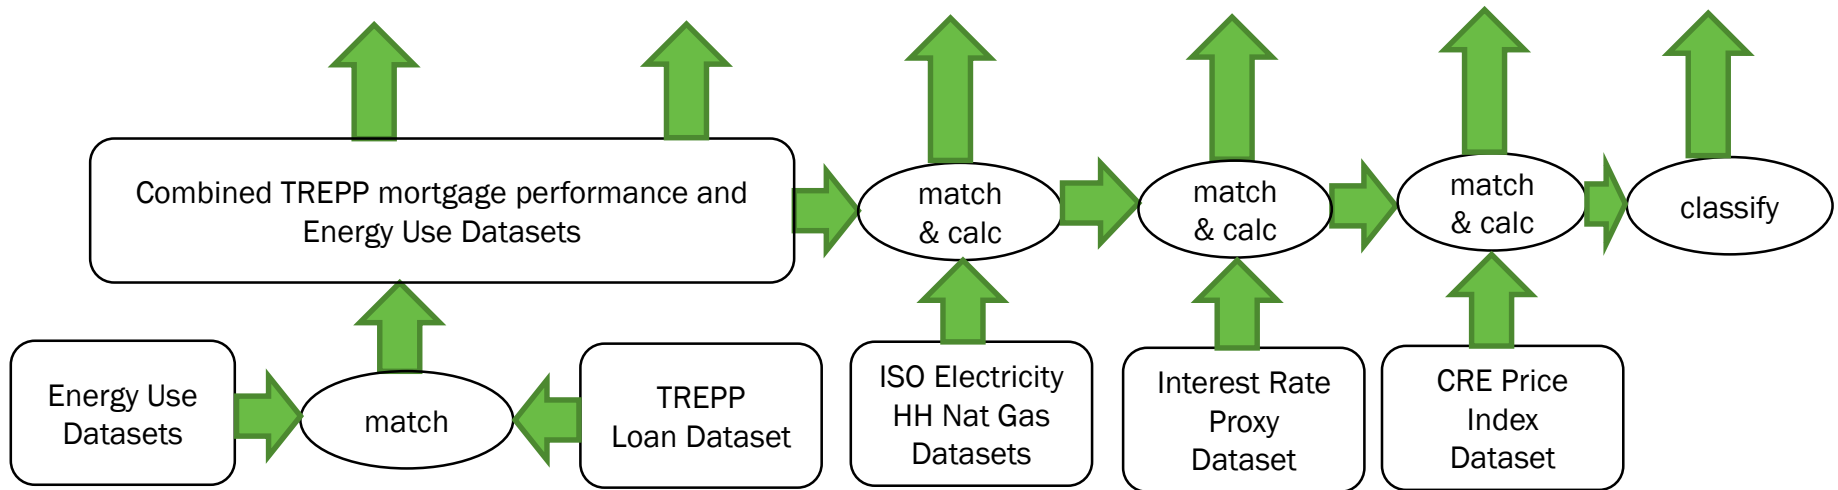 Combined TREPP mortgage performance and
Energy Use Datasets
match
& calc
match
& calc
match
& calc
classify
Energy Use
Datasets
match
TREPP
Loan Dataset
ISO Electricity
HH Nat Gas
Datasets
Interest Rate
Proxy
Dataset
CRE Price
Index
Dataset